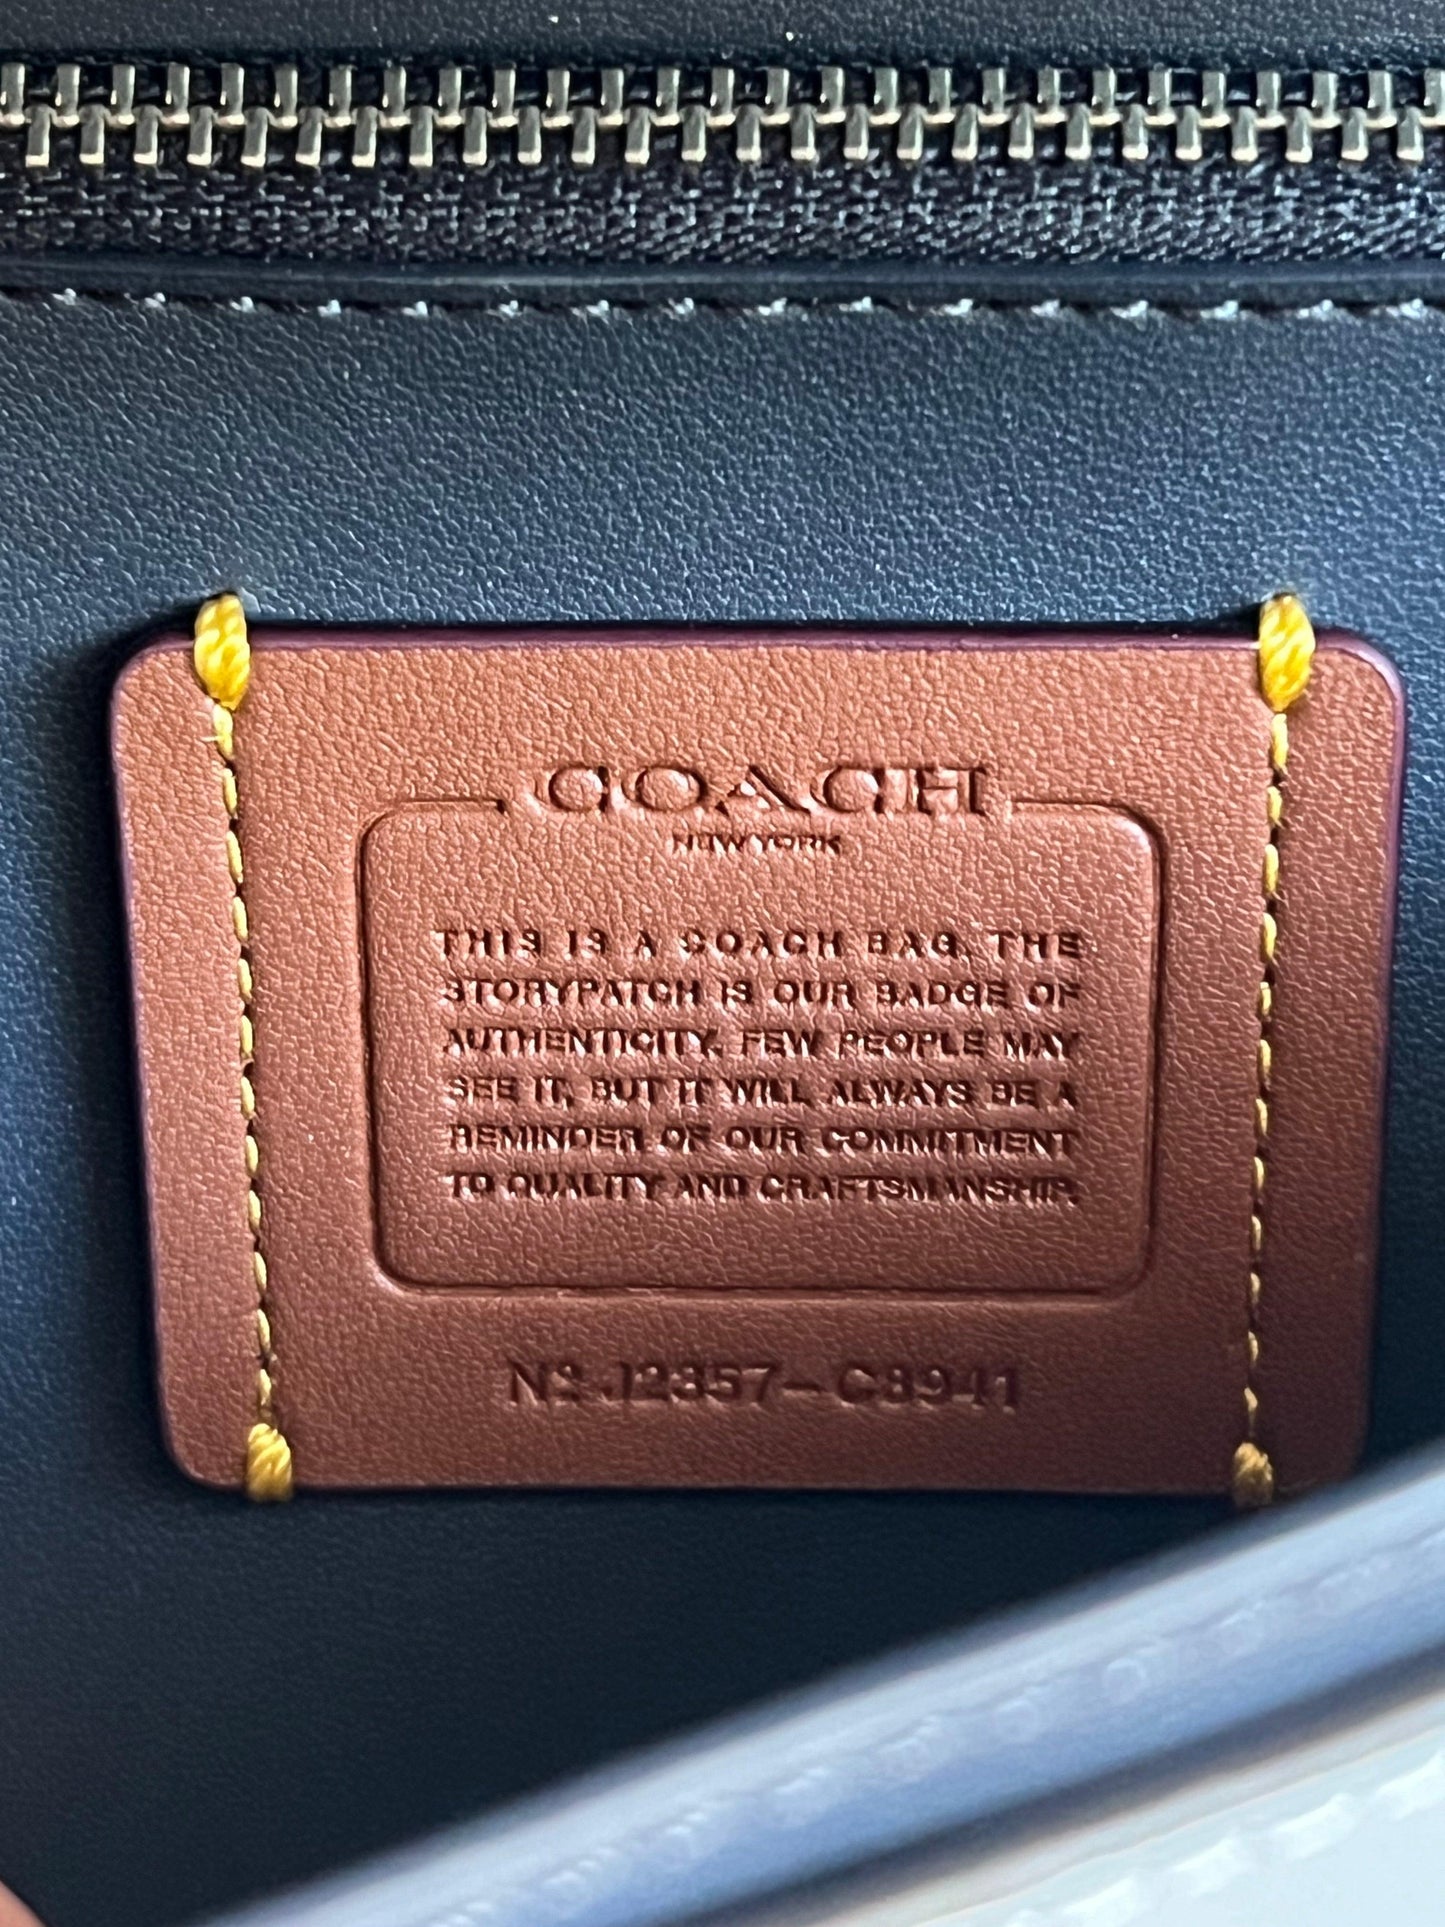 COACH
NEW YORK
THIS IS A COACH BAG. THE
STORYPATCH IS OUR BADGE OF
AUTHENTICITY. FEW PEOPLE MAY
SEE IT, BUT IT WILL ALWAYS BE A
REMINDER OF OUR COMMITMENT
TO QUALITY AND CRAFTSMANSHIP.
Nº J2357-C8941